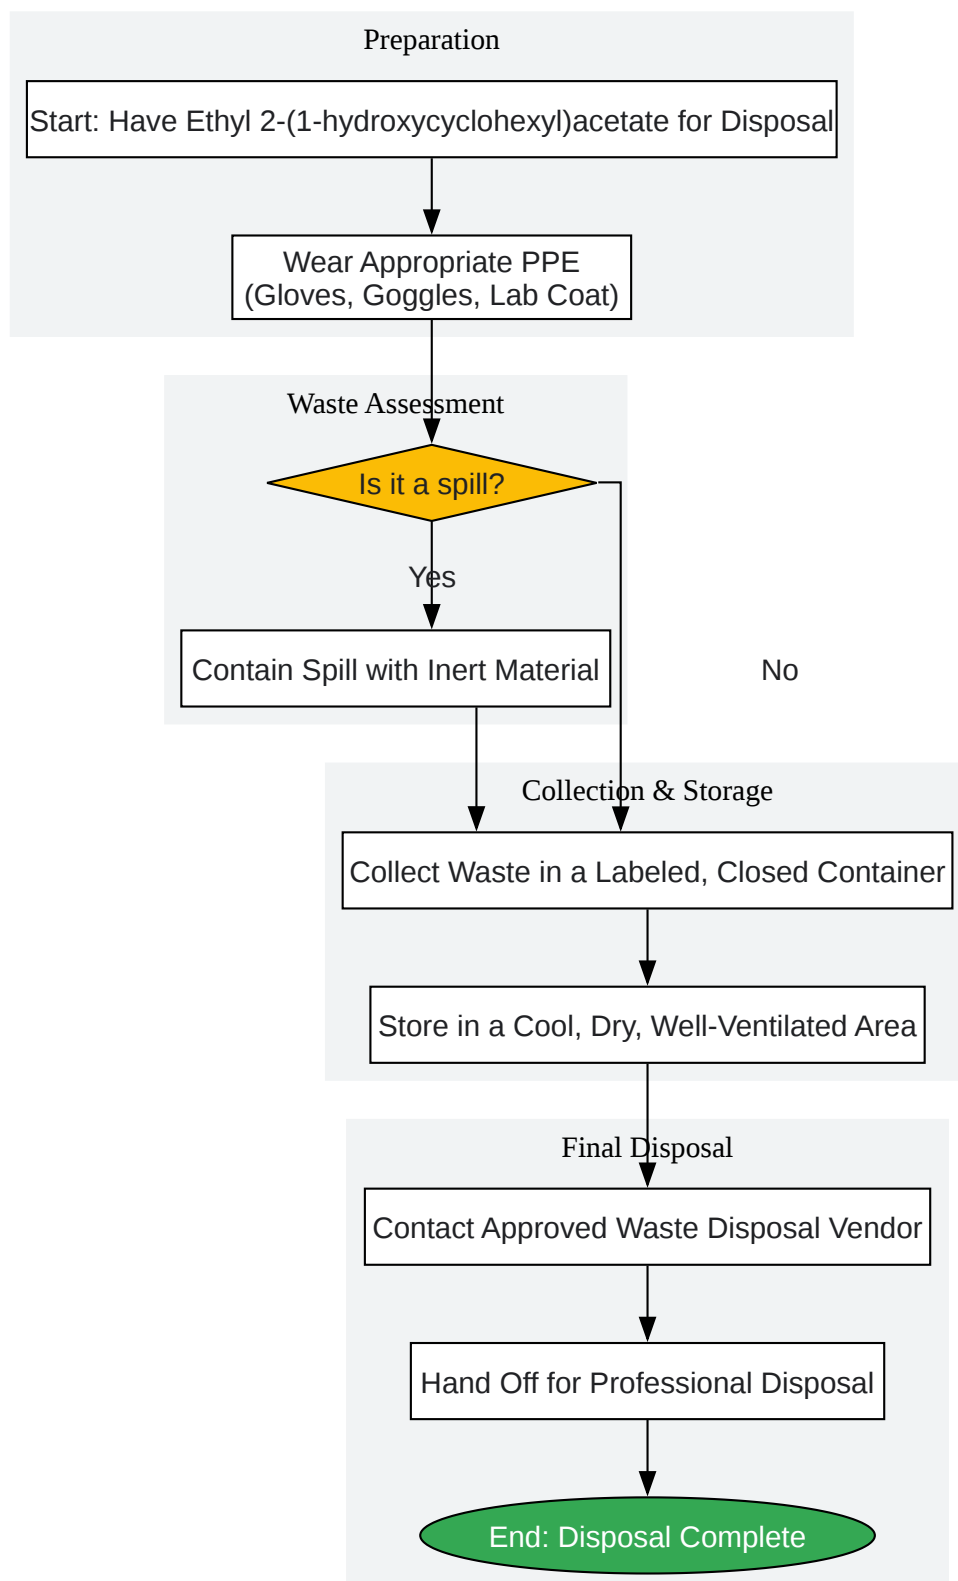 Preparation
Start: Have Ethyl 2-(1-hydroxycyclohexyl)acetate for Disposal
Wear Appropriate PPE
(Gloves, Goggles, Lab Coat)
Waste Assessment
Is it a spill?
Yes
Contain Spill with Inert Material
No
Collection & Storage
Collect Waste in a Labeled, Closed Container
Store in a Cool, Dry, Well-Ventilated Area
Final Disposal
Contact Approved Waste Disposal Vendor
Hand Off for Professional Disposal
End: Disposal Complete